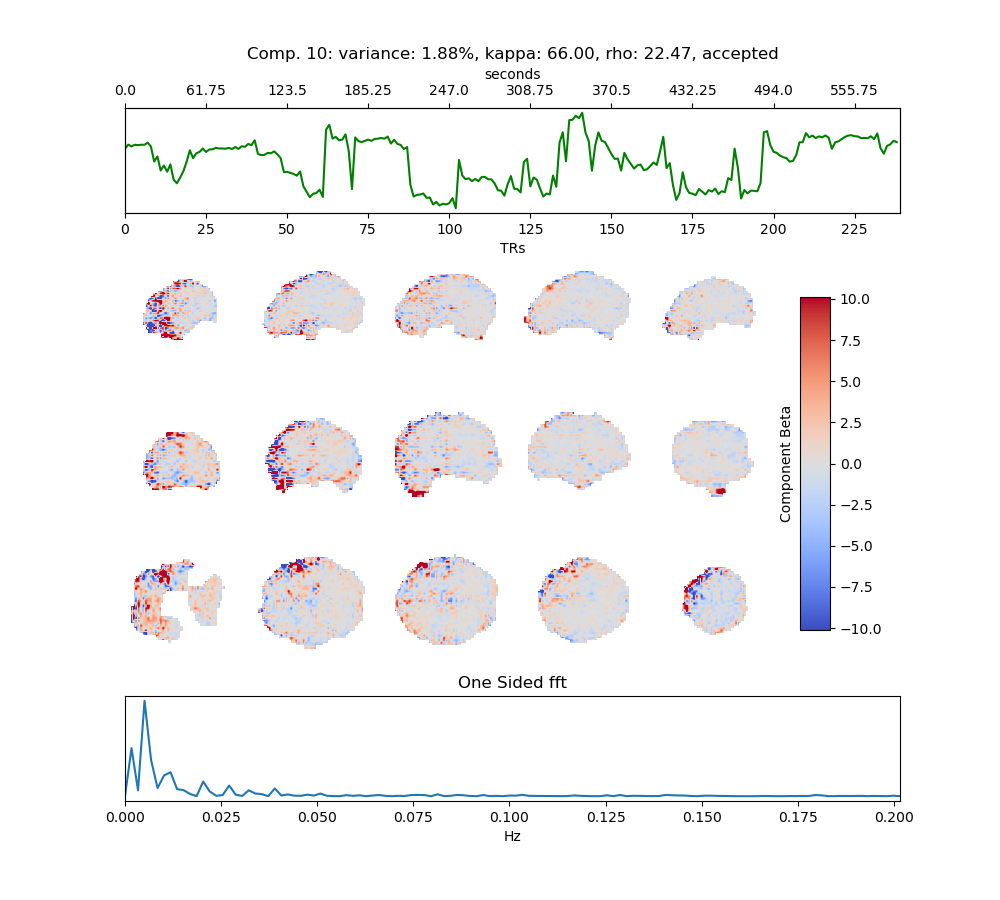 Comp. 10: variance: 1.88%, kappa: 66.00, rho: 22.47, accepted
seconds
0.0 61.75 123.5 185.25 247.0 308.75 370.5 432.25 494.0 555.75
0 25 50 75 100 125 150 175 200 225
TRs
10.0
7.5
5.0
2.5
0.0
−2.5
−5.0
−7.5
−10.0
Component Beta
One Sided fft
0.000 0.025 0.050 0.075 0.100 0.125 0.150 0.175 0.200
Hz